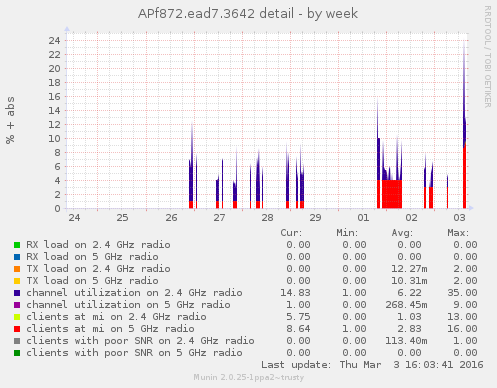 APf872.ead7.3642 detail - by week
RRDTOOL / TOBI OETIKER
% + abs
24
22
20
18
16
14
12
10
8
6
4
2
0
24 25 26 27 28 29 01 02 03
Cur: Min: Avg: Max:
RX load on 2.4 GHz radio 0.00 0.00 0.00 0.00
RX load on 5 GHz radio 0.00 0.00 0.00 0.00
TX load on 2.4 GHz radio 0.00 0.00 12.27m 2.00
TX load on 5 GHz radio 0.00 0.00 10.31m 2.00
channel utilization on 2.4 GHz radio 14.83 1.00 6.22 35.00
channel utilization on 5 GHz radio 1.00 0.00 268.45m 9.00
clients at mi on 2.4 GHz radio 5.75 0.00 1.03 13.00
clients at mi on 5 GHz radio 8.64 1.00 2.83 16.00
clients with poor SNR on 2.4 GHz radio 0.00 0.00 113.40m 1.00
clients with poor SNR on 5 GHz radio 0.00 0.00 0.00 0.00
Last update: Thu Mar 3 16:03:41 2016
Munin 2.0.25-1ppa2~trusty